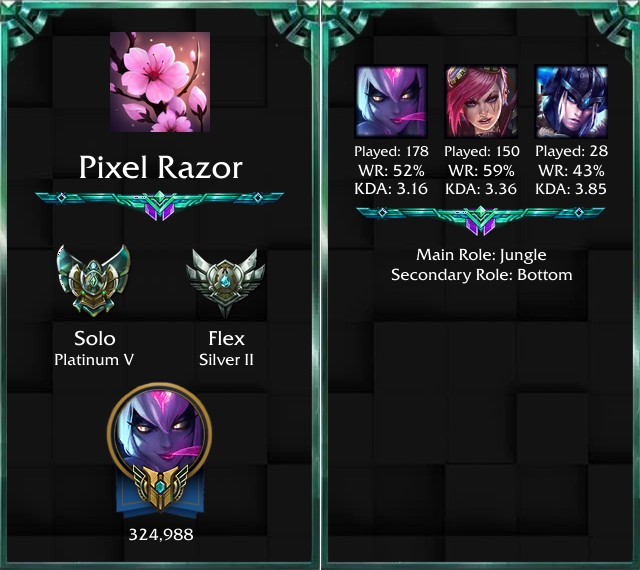 Pixel Razor
Solo
Platinum V
Flex
Silver II
324,988
Played: 178
WR: 52%
KDA: 3.16
Played: 150
WR: 59%
KDA: 3.36
Played: 28
WR: 43%
KDA: 3.85
Main Role: Jungle
Secondary Role: Bottom